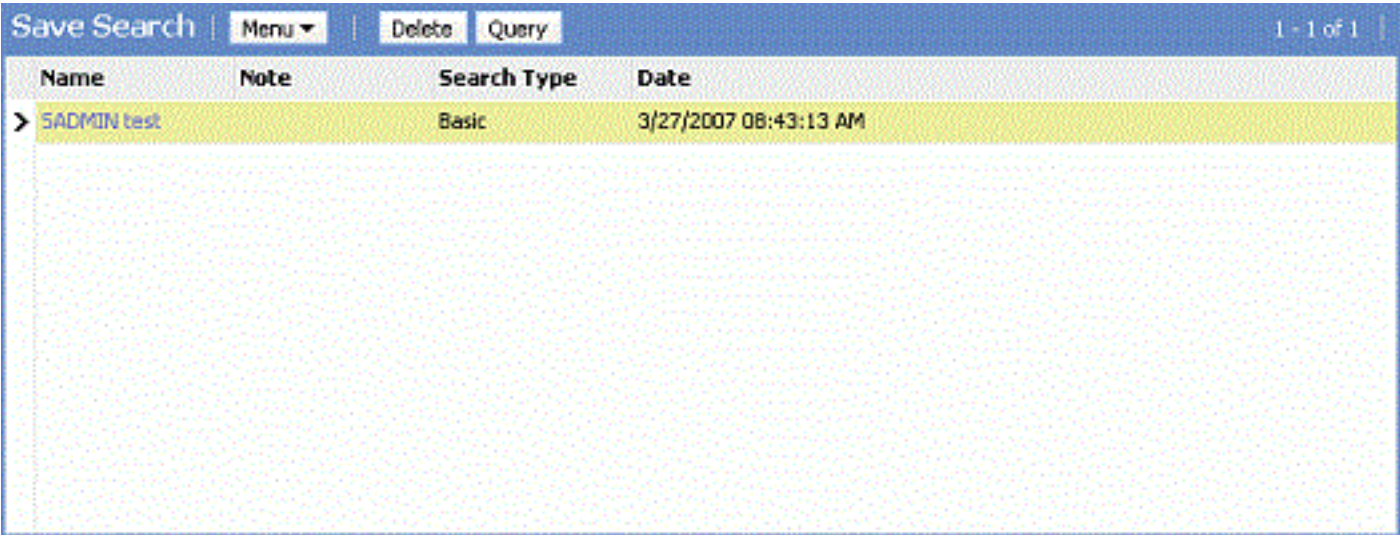 Save Search | Menu | Delete Query 1 - 1 of 1
Name Note Search Type Date
SADMIN test Basic 3/27/2007 08:43:13 AM